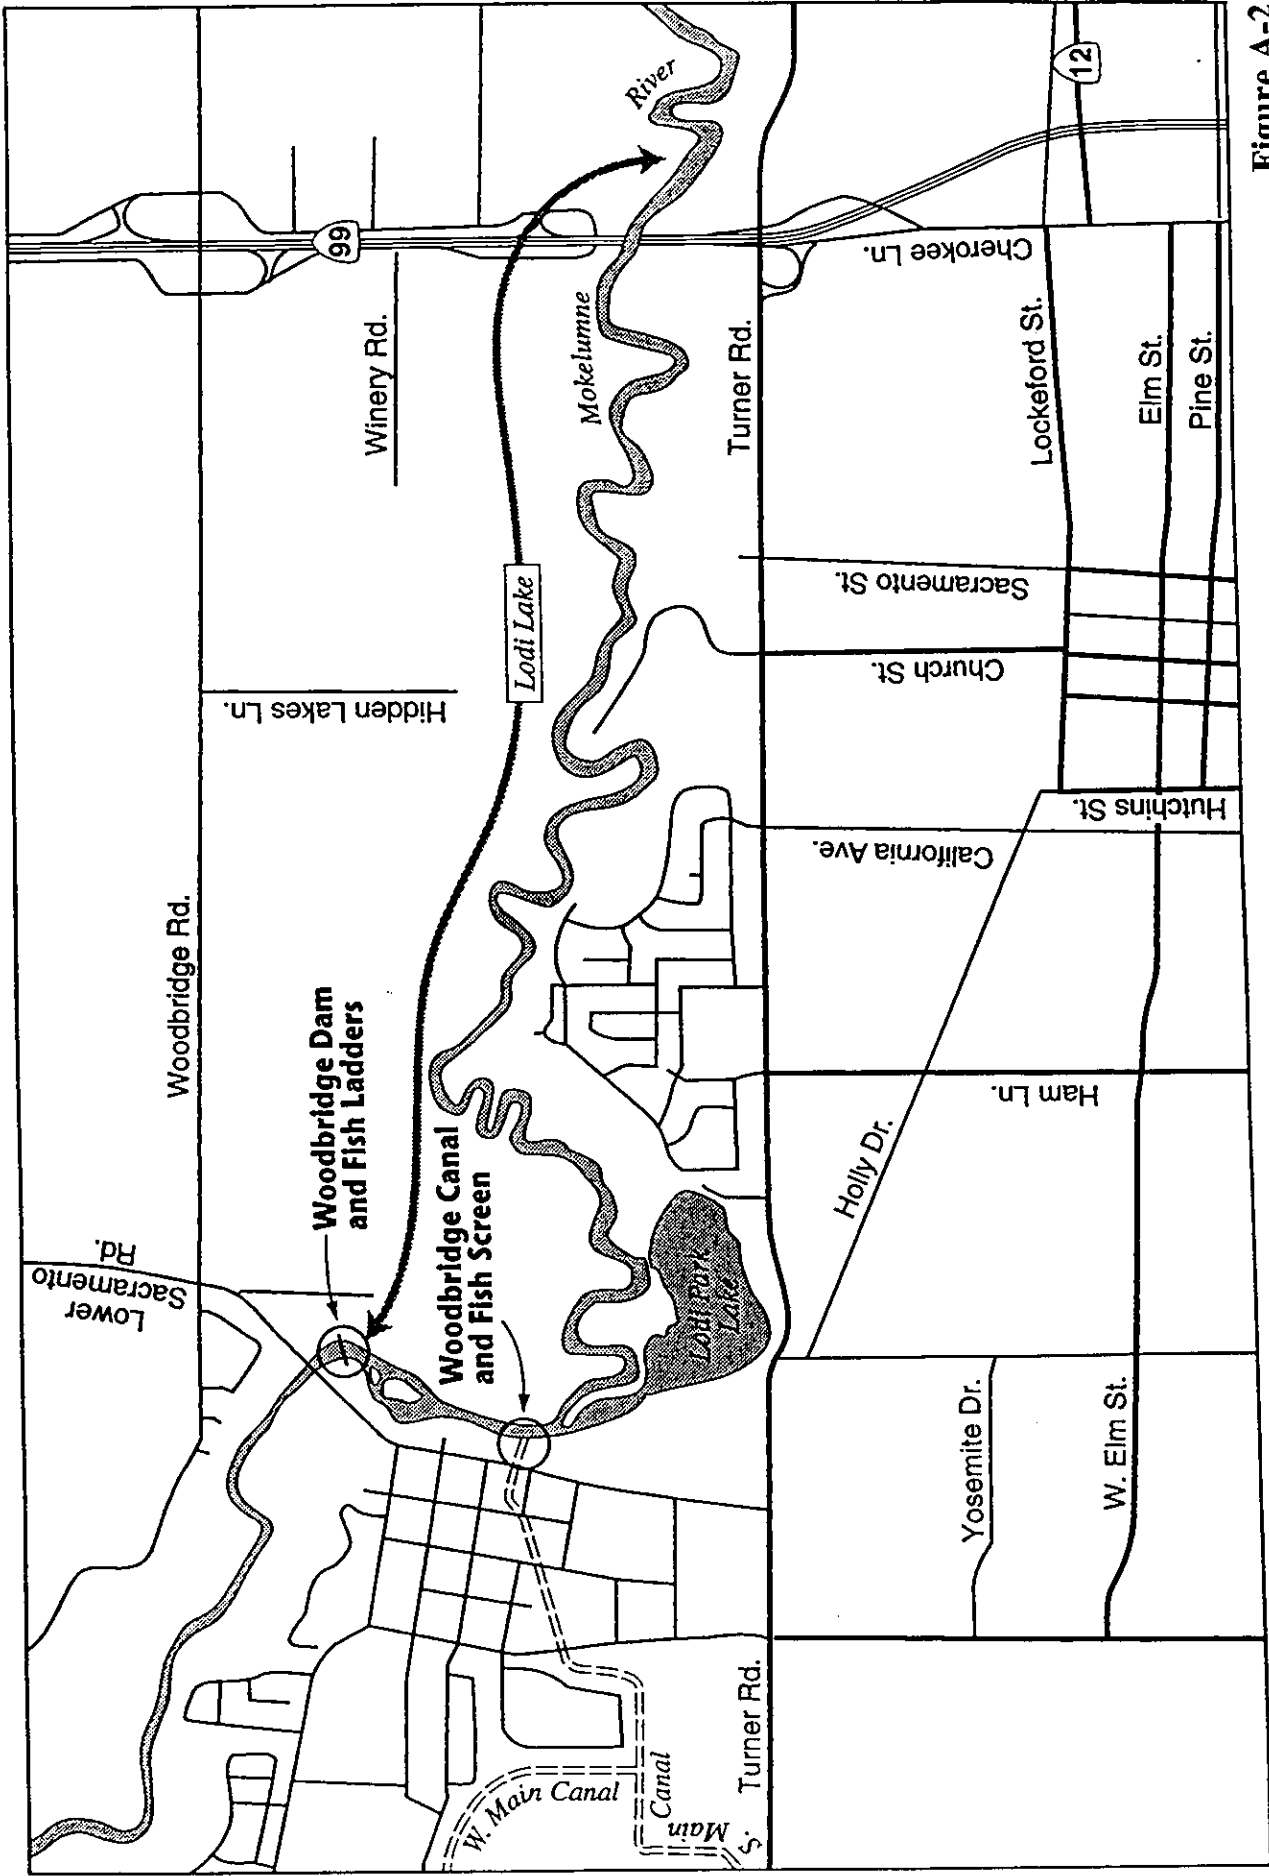 Figure A-2
River
12
99
Cherokee Ln.
Winery Rd.
Mokelumne
Turner Rd.
Lockeford St.
Elm St.
Pine St.
Lodi Lake
Sacramento St.
Church St.
Hidden Lakes Ln.
Hutchins St.
California Ave.
Woodbridge Rd.
Woodbridge Dam
and Fish Ladders
Woodbridge Canal
and Fish Screen
Ham Ln.
Holly Dr.
Lower
Sacramento
Rd.
Lodi Park
Lake
Yosemite Dr.
W. Elm St.
Turner Rd.
W. Main Canal
S.
Main
Canal